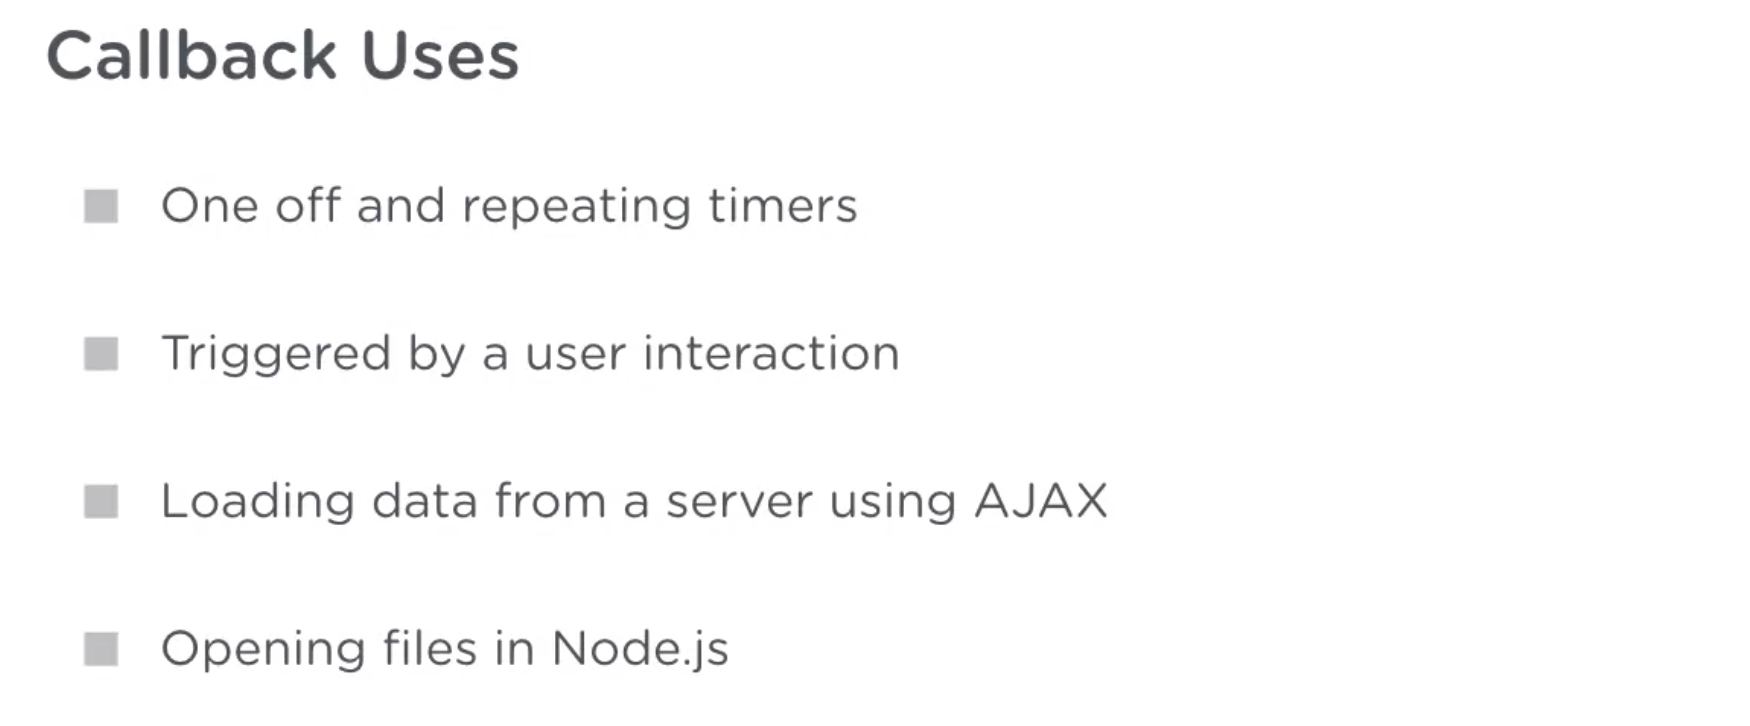 Callback Uses
One off and repeating timers
Triggered by a user interaction
Loading data from a server using AJAX
Opening files in Node.js